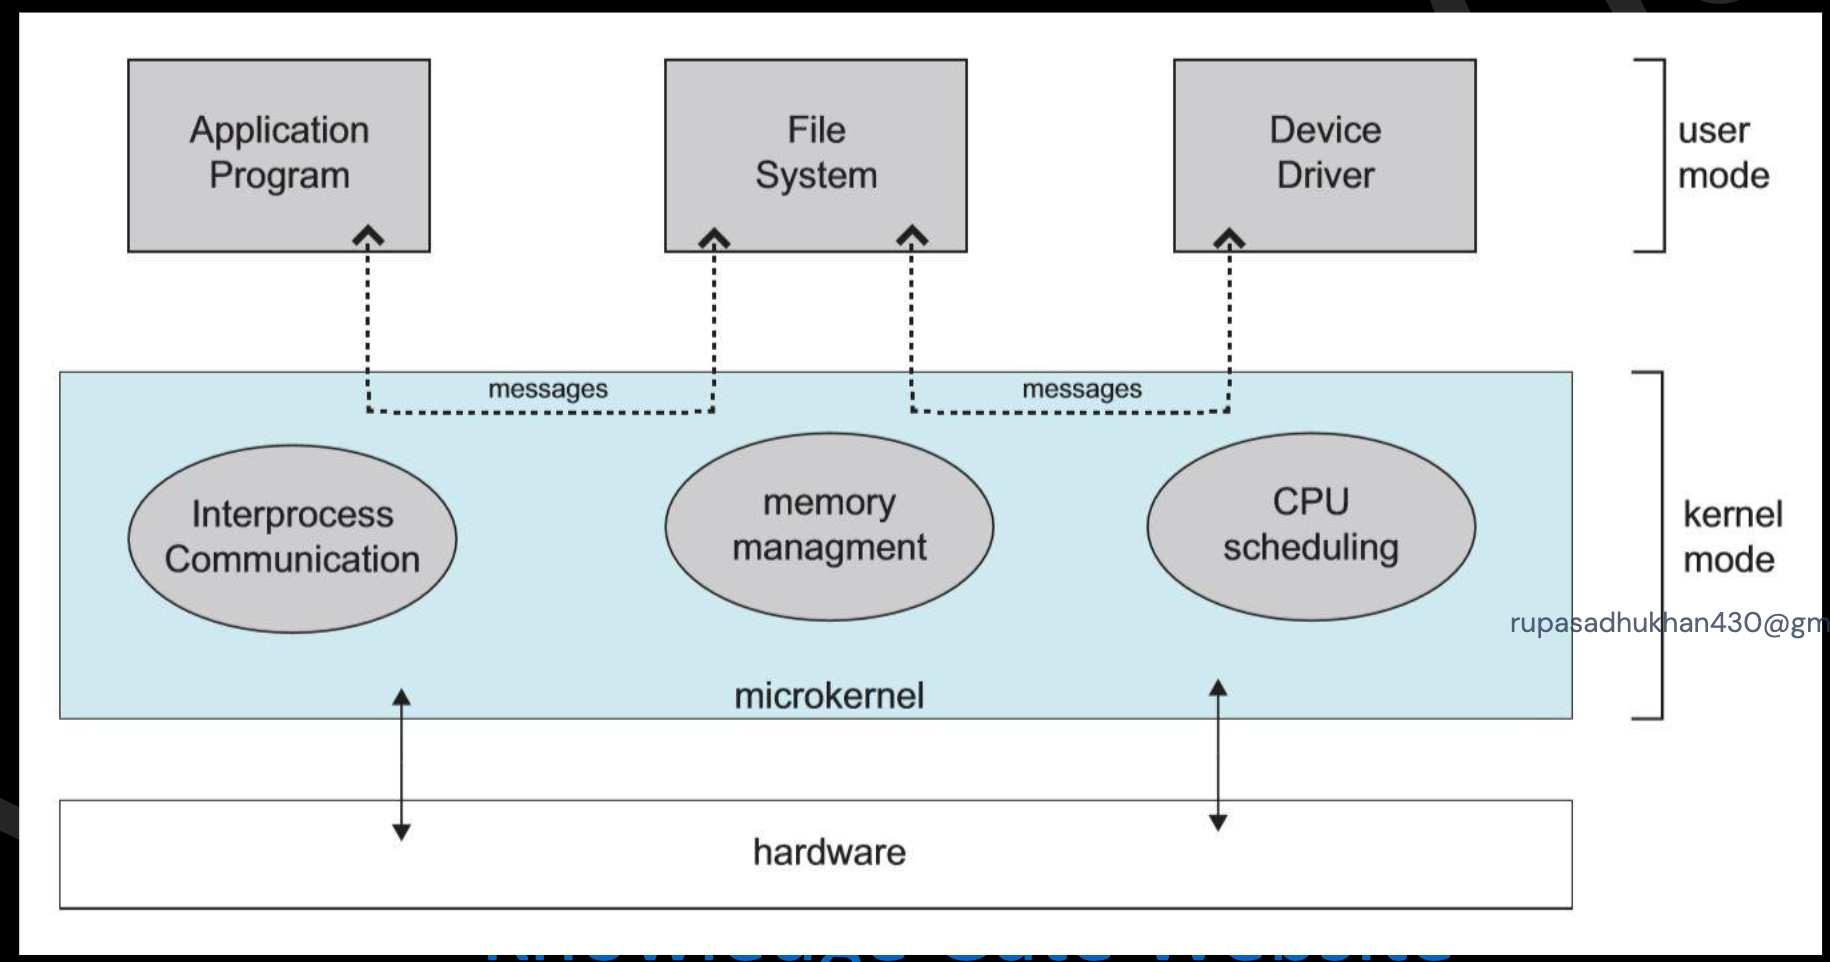 Application
Program
File
System
Device
Driver
user
mode
messages
messages
Interprocess
Communication
memory
managment
CPU
scheduling
kernel
mode
rupasadhukhan430@gm
microkernel
hardware